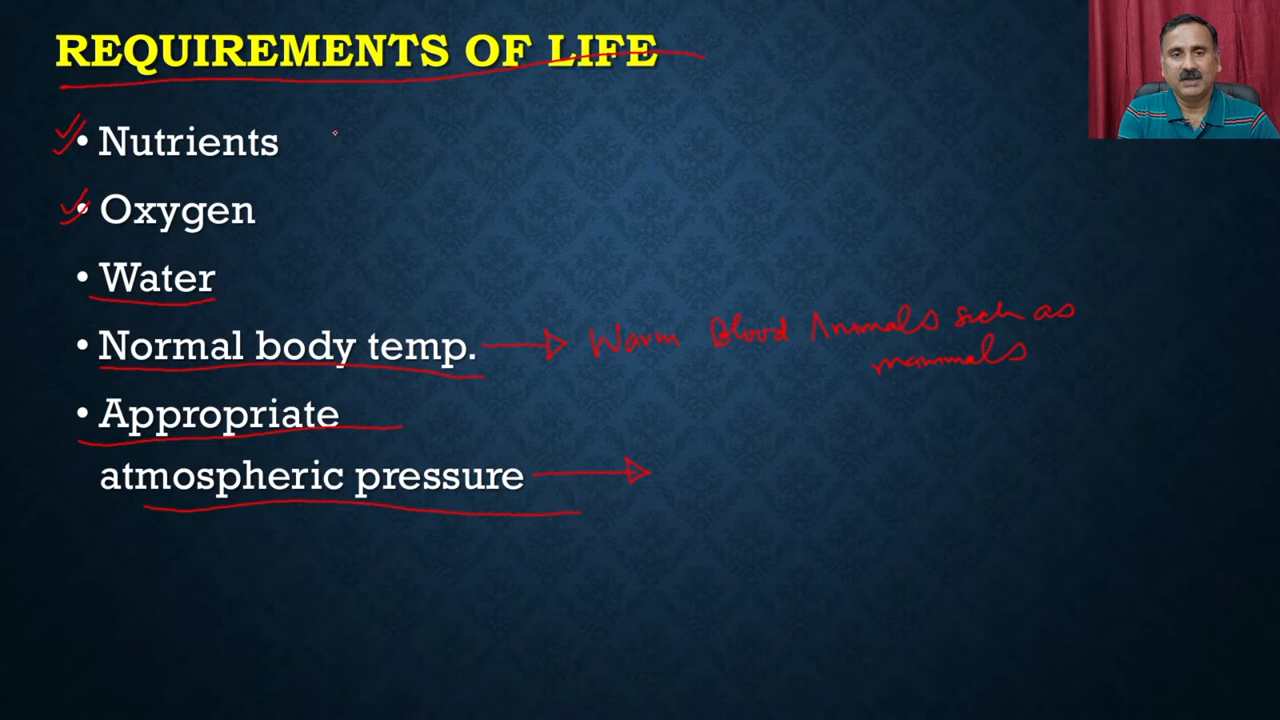 REQUIREMENTS OF LIFE
• Nutrients
• Oxygen
• Water
• Normal body temp. → Warm Blood Animals such as
mammals
• Appropriate
atmospheric pressure →